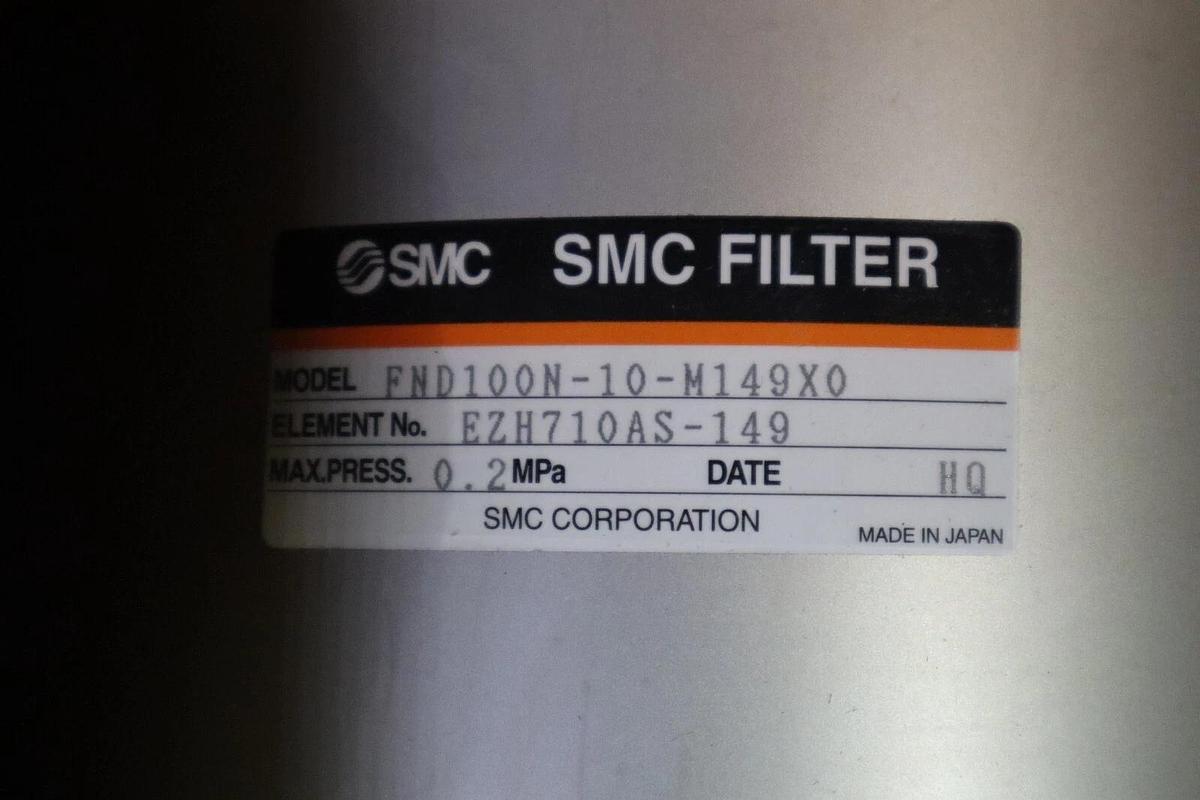 SMC SMC FILTER
MODEL FND100N-10-M149X0
ELEMENT No. EZH710AS-149
MAX.PRESS. 0.2 MPa DATE HQ
SMC CORPORATION
MADE IN JAPAN